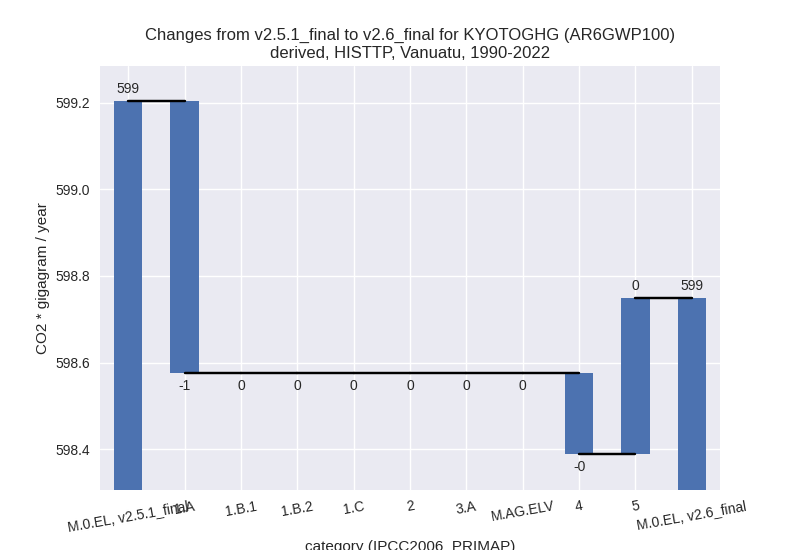 Changes from v2.5.1_final to v2.6_final for KYOTOGHG (AR6GWP100)
derived, HISTTP, Vanuatu, 1990-2022
599
599.2
599.0
CO2 * gigagram / year
598.8
0 599
598.6
-1 0 0 0 0 0 0
598.4
-0
M.0.EL, v2.5.1_final 1.A 1.B.1 1.B.2 1.C 2 3.A M.AG.ELV 4 5 M.0.EL, v2.6_final
category (IPCC2006_PRIMAP)